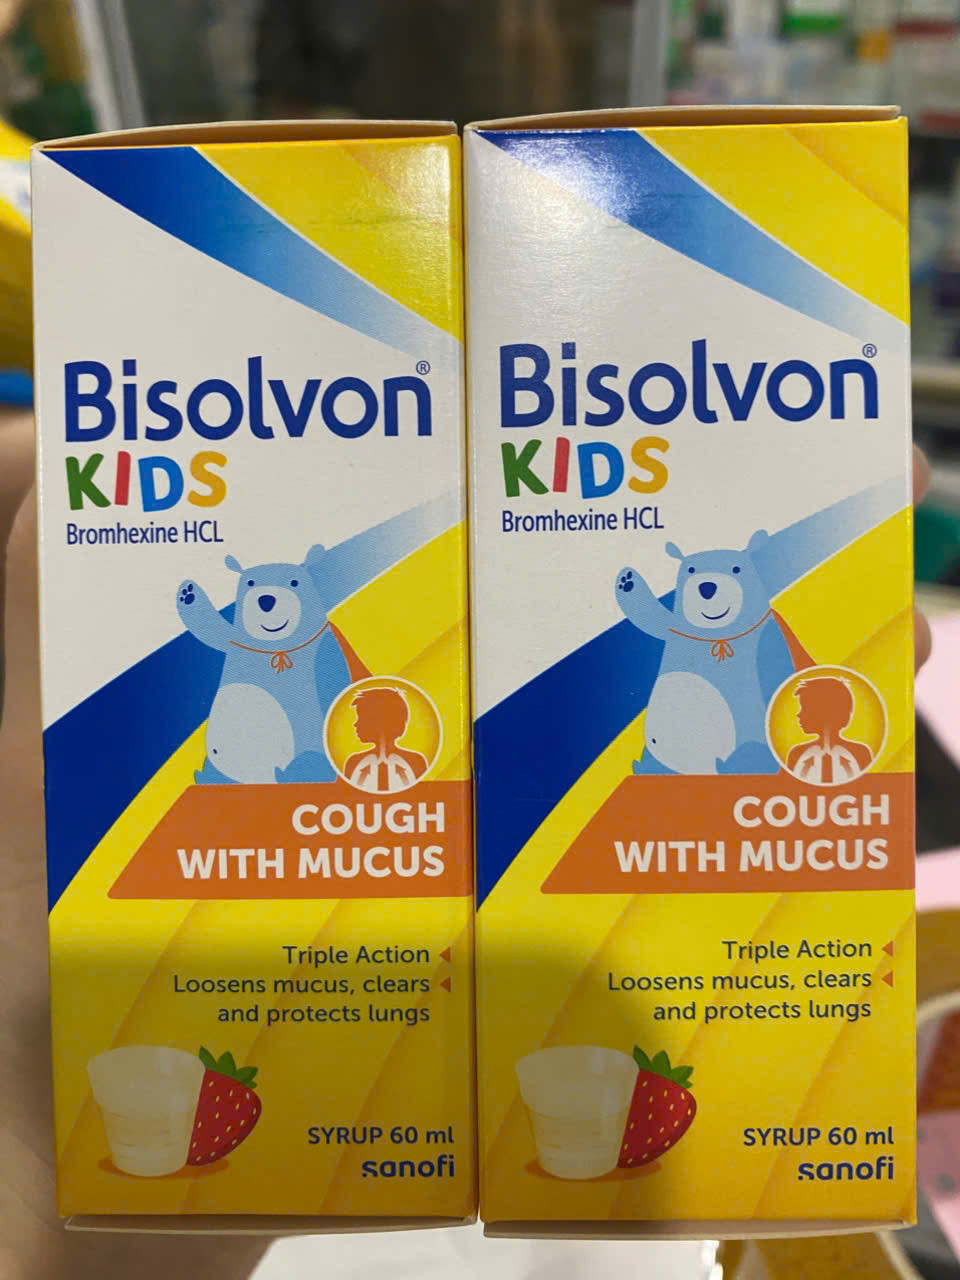 Bisolvon®
KIDS
Bromhexine HCL
COUGH
WITH MUCUS
Triple Action
Loosens mucus, clears
and protects lungs
SYRUP 60 ml
sanofi
Bisolvon®
KIDS
Bromhexine HCL
COUGH
WITH MUCUS
Triple Action
Loosens mucus, clears
and protects lungs
SYRUP 60 ml
sanofi